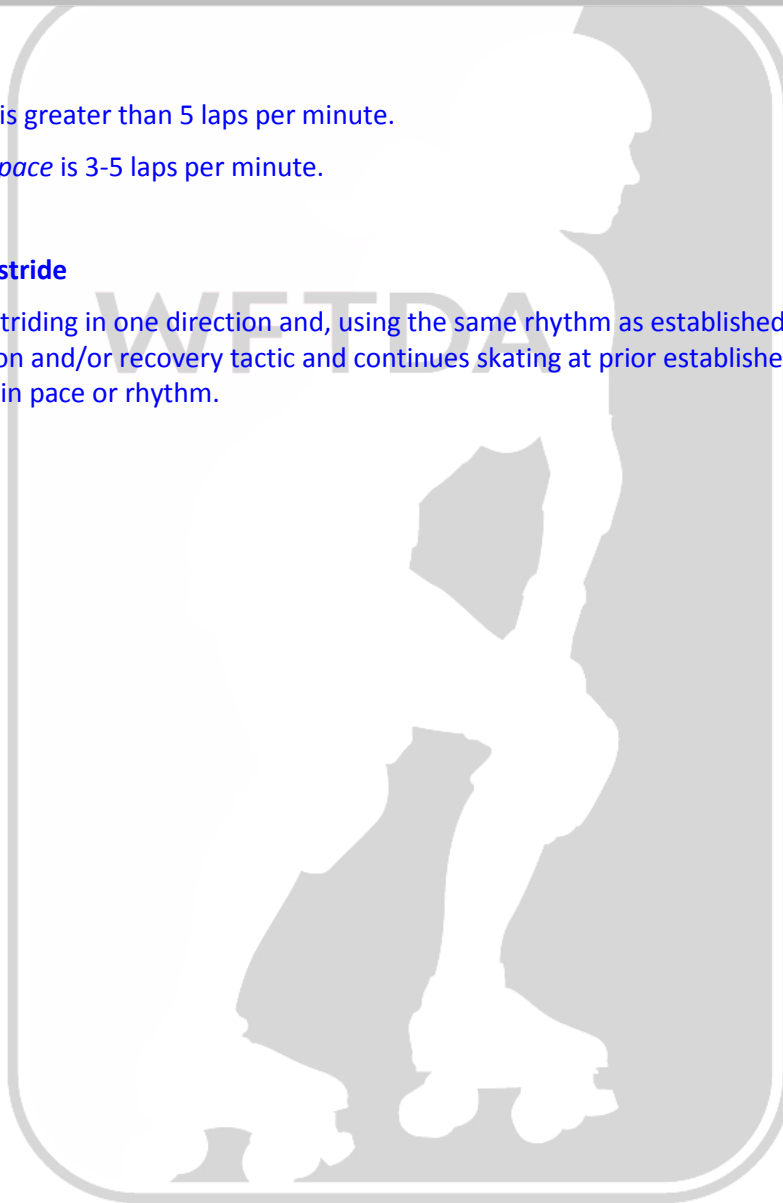 is greater than 5 laps per minute.
pace is 3-5 laps per minute.
stride
WFTDA
triding in one direction and, using the same rhythm as established
on and/or recovery tactic and continues skating at prior establishe
in pace or rhythm.